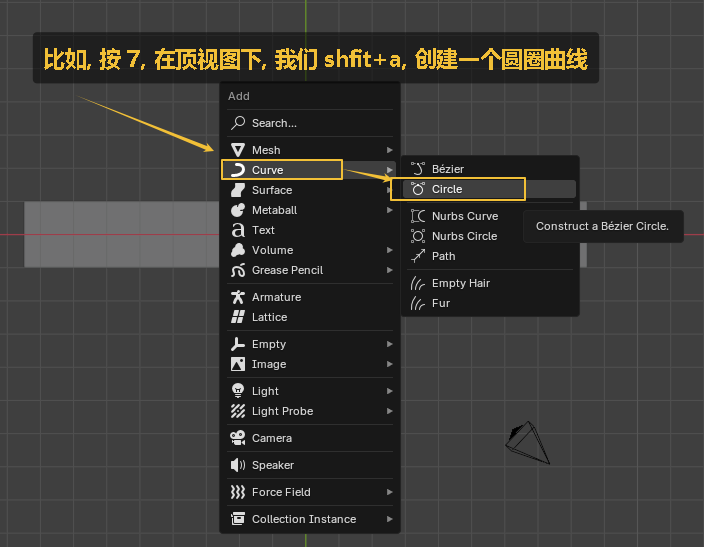 比如, 按 7, 在顶视图下, 我们 shfit+a, 创建一个圆圈曲线
Add
Search...
Mesh
Curve
Surface
Metaball
Text
Volume
Grease Pencil
Armature
Lattice
Empty
Image
Light
Light Probe
Camera
Speaker
Force Field
Collection Instance
Bézier
Circle
Nurbs Curve
Nurbs Circle
Path
Empty Hair
Fur
Construct a Bézier Circle.